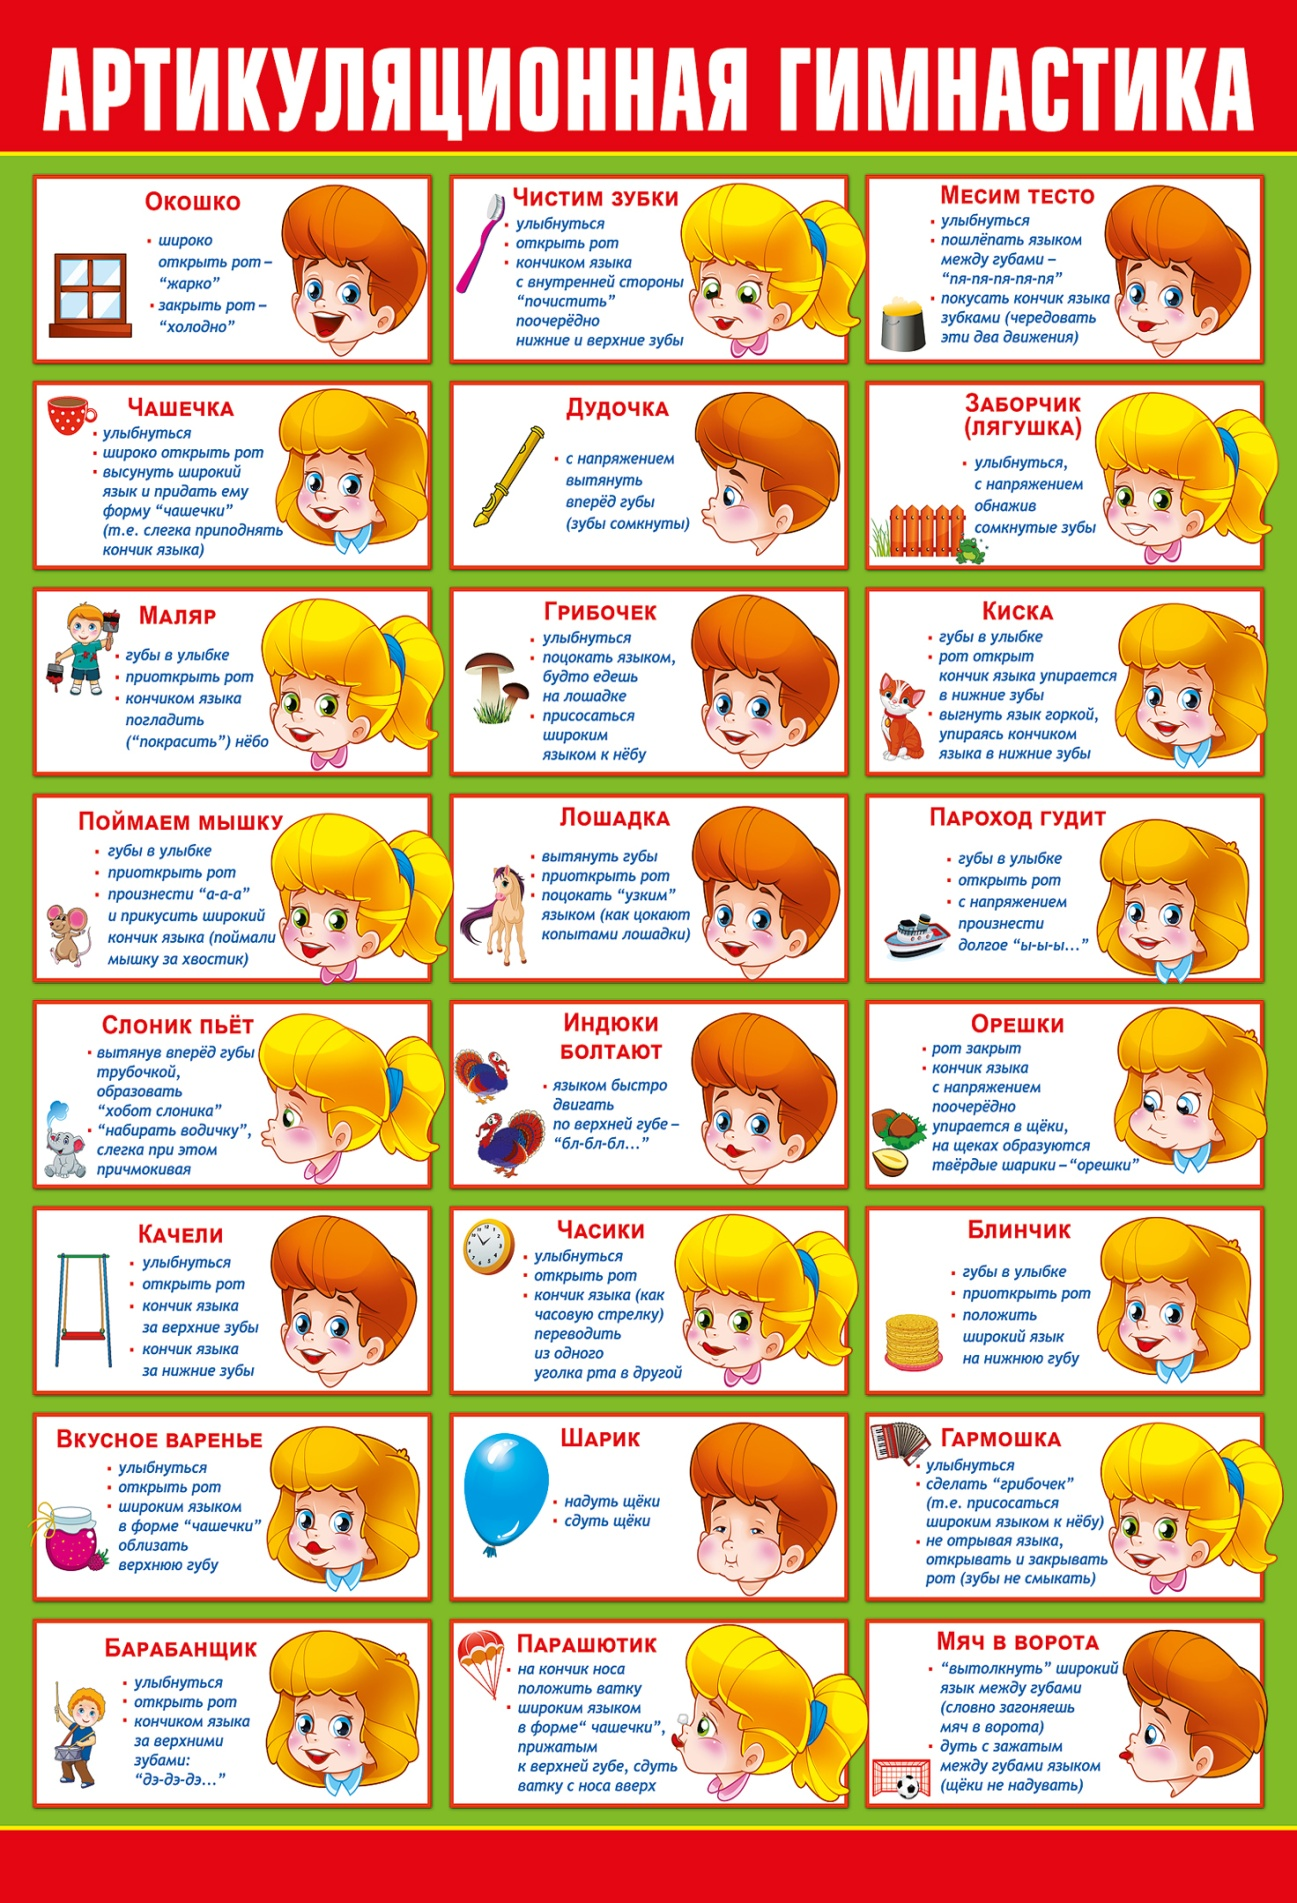 АРТИКУЛЯЦИОННАЯ ГИМНАСТИКА
ОКОШКО
широко
открыть рот –
“жарко”
закрыть рот –
“холодно”
ЧИСТИМ ЗУБКИ
улыбнуться
открыть рот
кончиком языка
с внутренней стороны
“почистить”
поочерёдно
нижние и верхние зубы
МЕСИМ ТЕСТО
улыбнуться
пошлёпать языком
между губами –
“пя-пя-пя-пя-пя”
покусать кончик языка
зубками (чередовать
эти два движения)
ЧАШЕЧКА
улыбнуться
широко открыть рот
высунуть широкий
язык и придать ему
форму “чашечки”
(т.е. слегка приподнять
кончик языка)
ДУДОЧКА
с напряжением
вытянуть
вперёд губы
(зубы сомкнуты)
ЗАБОРЧИК
(ЛЯГУШКА)
улыбнуться,
с напряжением
обнажив
сомкнутые зубы
МАЛЯР
губы в улыбке
приоткрыть рот
кончиком языка
погладить
(“покрасить”) нёбо
ГРИБОЧЕК
улыбнуться
поцокать языком,
будто едешь
на лошадке
присосаться
широким
языком к нёбу
КИСКА
губы в улыбке
рот открыт
кончик языка упирается
в нижние зубы
выгнуть язык горкой,
упираясь кончиком
языка в нижние зубы
ПОЙМАЕМ МЫШКУ
губы в улыбке
приоткрыть рот
произнести “а-а-а”
и прикусить широкий
кончик языка (поймали
мышку за хвостик)
ЛОШАДКА
вытянуть губы
приоткрыть рот
поцокать “узким”
языком (как цокают
копытами лошадки)
ПАРОХОД ГУДИТ
губы в улыбке
открыть рот
с напряжением
произнести
долгое “ы-ы-ы...”
СЛОНИК ПЬЁТ
вытянув вперёд губы
трубочкой,
образовать
“хобот слоника”
“набирать водичку”,
слегка при этом
причмокивая
ИНДЮКИ
БОЛТАЮТ
языком быстро
двигать
по верхней губе –
“бл-бл-бл...”
ОРЕШКИ
рот закрыт
кончик языка
с напряжением
поочерёдно
упирается в щёки,
на щеках образуются
твёрдые шарики – “орешки”
КАЧЕЛИ
улыбнуться
открыть рот
кончик языка
за верхние зубы
кончик языка
за нижние зубы
ЧАСИКИ
улыбнуться
открыть рот
кончик языка (как
часовую стрелку)
переводить
из одного
уголка рта в другой
БЛИНЧИК
губы в улыбке
приоткрыть рот
положить
широкий язык
на нижнюю губу
ВКУСНОЕ ВАРЕНЬЕ
улыбнуться
открыть рот
широким языком
в форме “чашечки”
облизать
верхнюю губу
ШАРИК
надуть щёки
сдуть щёки
ГАРМОШКА
улыбнуться
сделать “грибочек”
(т.е. присосаться
широким языком к нёбу)
не отрывая языка,
открывать и закрывать
рот (зубы не смыкать)
БАРАБАНЩИК
улыбнуться
открыть рот
кончиком языка
за верхними
зубами:
“дэ-дэ-дэ...”
ПАРАШЮТИК
на кончик носа
положить ватку
широким языком
в форме“ чашечки”,
прижатым
к верхней губе, сдуть
ватку с носа вверх
МЯЧ В ВОРОТА
“вытолкнуть” широкий
язык между губами
(словно загоняешь
мяч в ворота)
дуть с зажатым
между губами языком
(щёки не надувать)